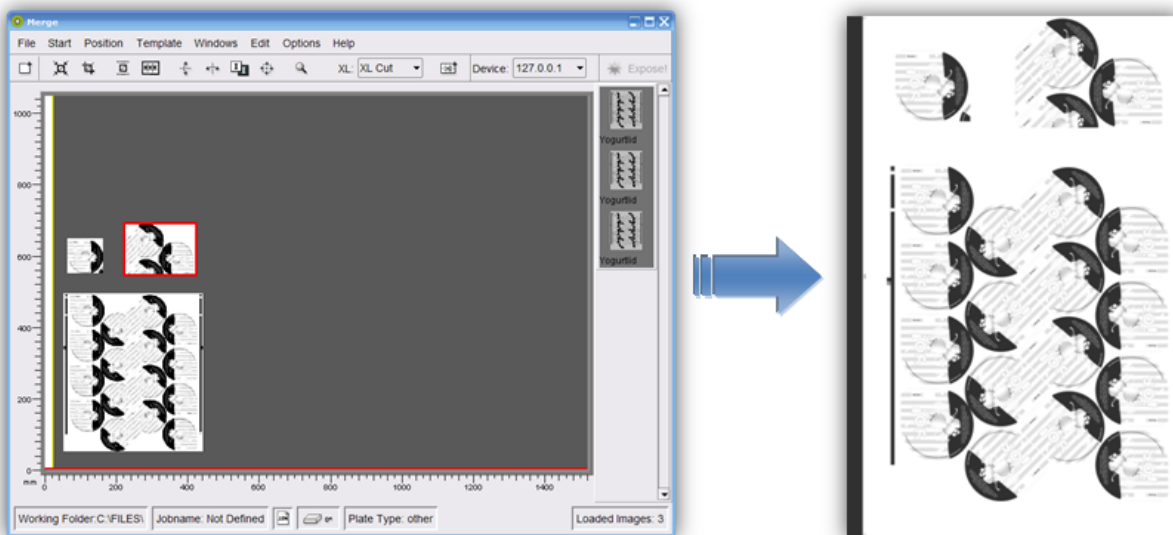 Merge
File Start Position Template Windows Edit Options Help
XL: XL Cut Device: 127.0.0.1 Expose!
1000
800
600
400
200
0
mm 0 200 400 600 800 1000 1200 1400
Yogurtlid
Yogurtlid
Yogurtlid
Working Folder:C:\FILES\ Jobname: Not Defined Plate Type: other Loaded Images: 3